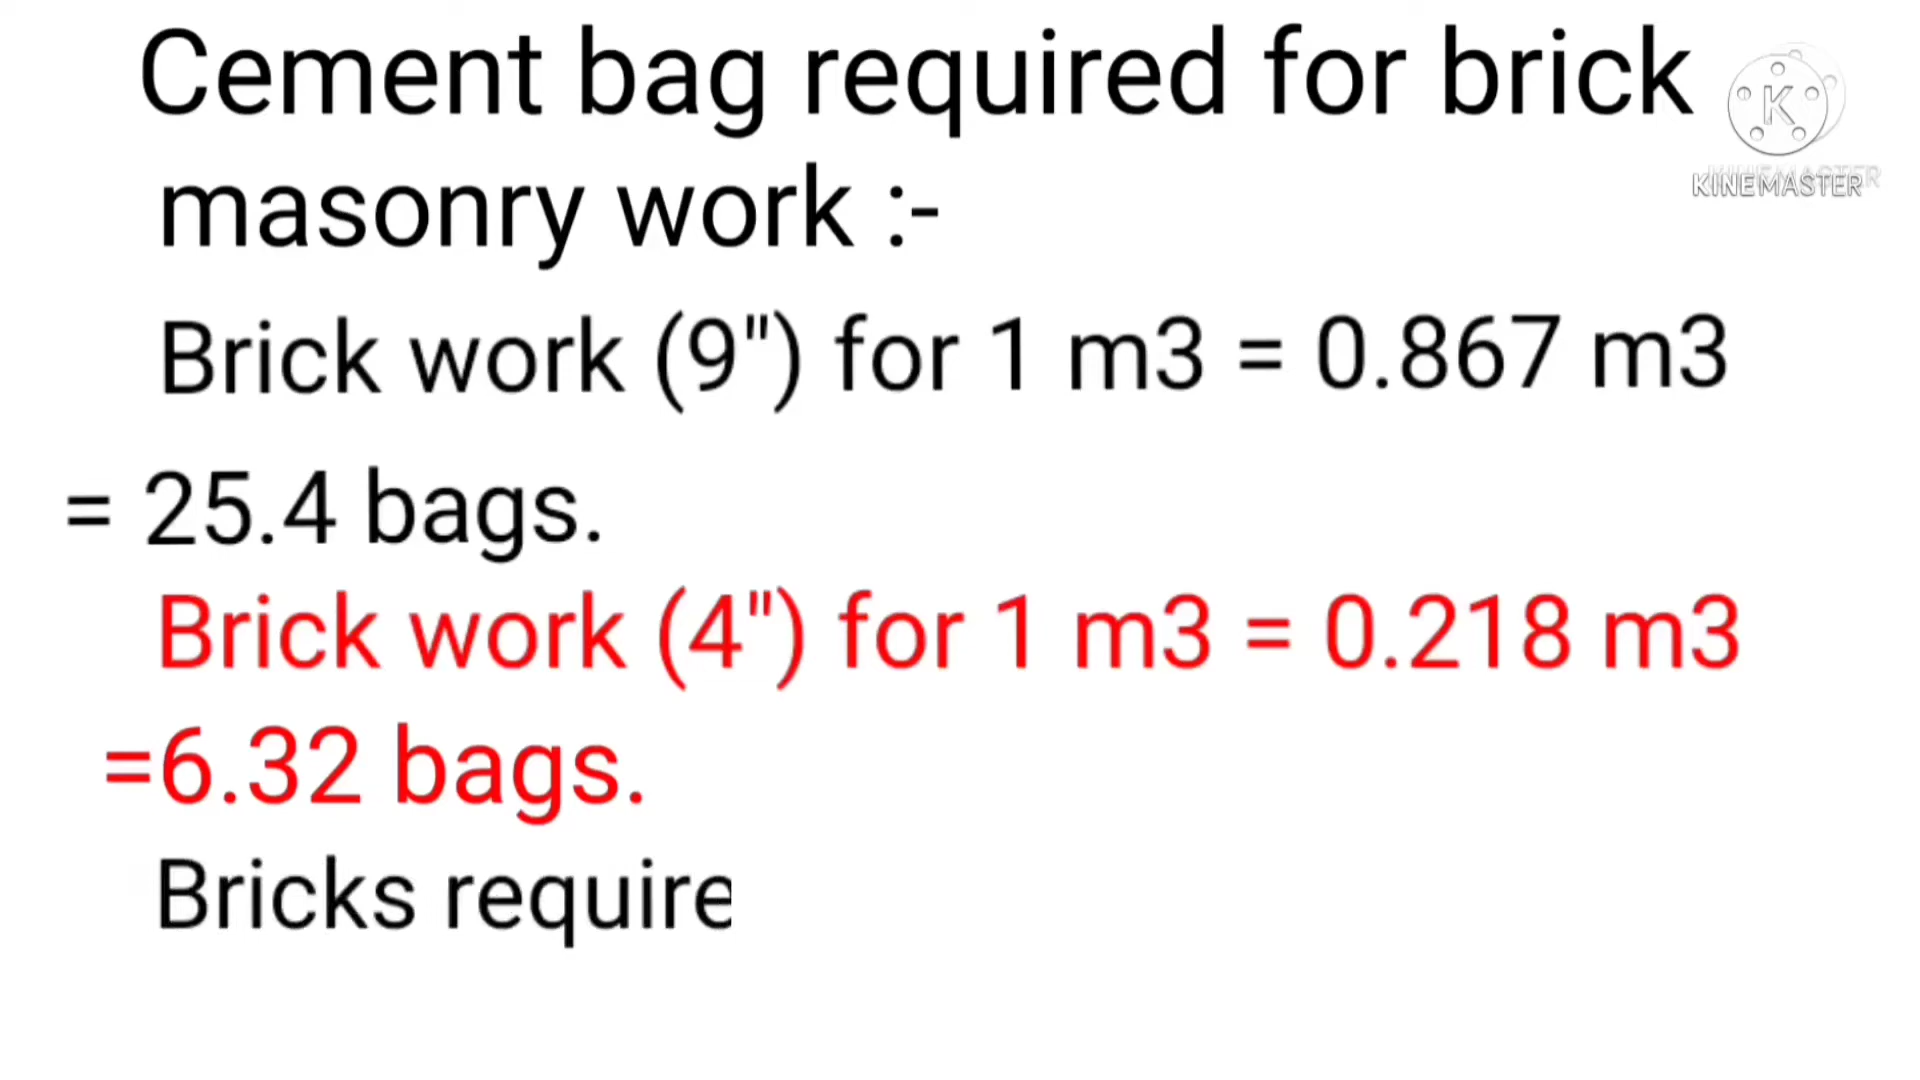 Cement bag required for brick
masonry work :-
Brick work (9") for 1 m3 = 0.867 m3
= 25.4 bags.
Brick work (4") for 1 m3 = 0.218 m3
=6.32 bags.
Bricks require
K
KINEMASTER